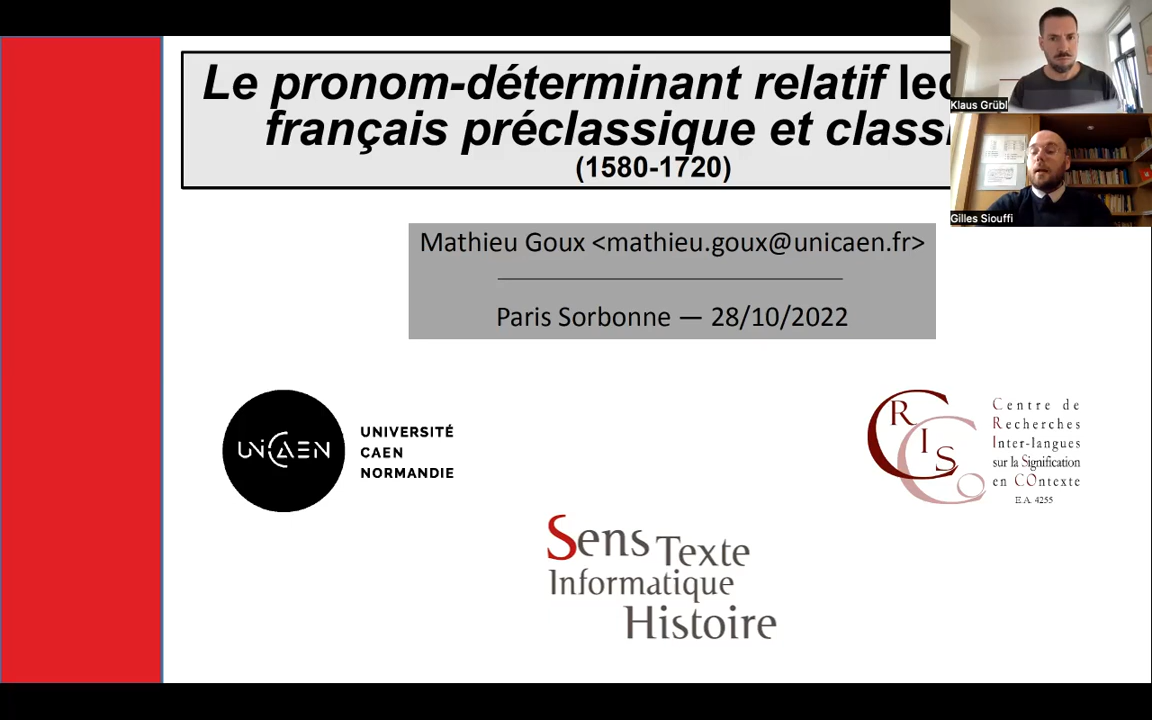 Le pronom-déterminant relatif
français préclassique et
(1580-1720)
Klaus Grübl
Gilles Siouffi
Mathieu Goux <mathieu.goux@unicaen.fr>
Paris Sorbonne — 28/10/2022
UNICAEN
UNIVERSITÉ
CAEN
NORMANDIE
CRISCO
Centre de
Recherches
Inter-langues
sur la Signification
en COntexte
E.A. 4255
Sens Texte
Informatique
Histoire